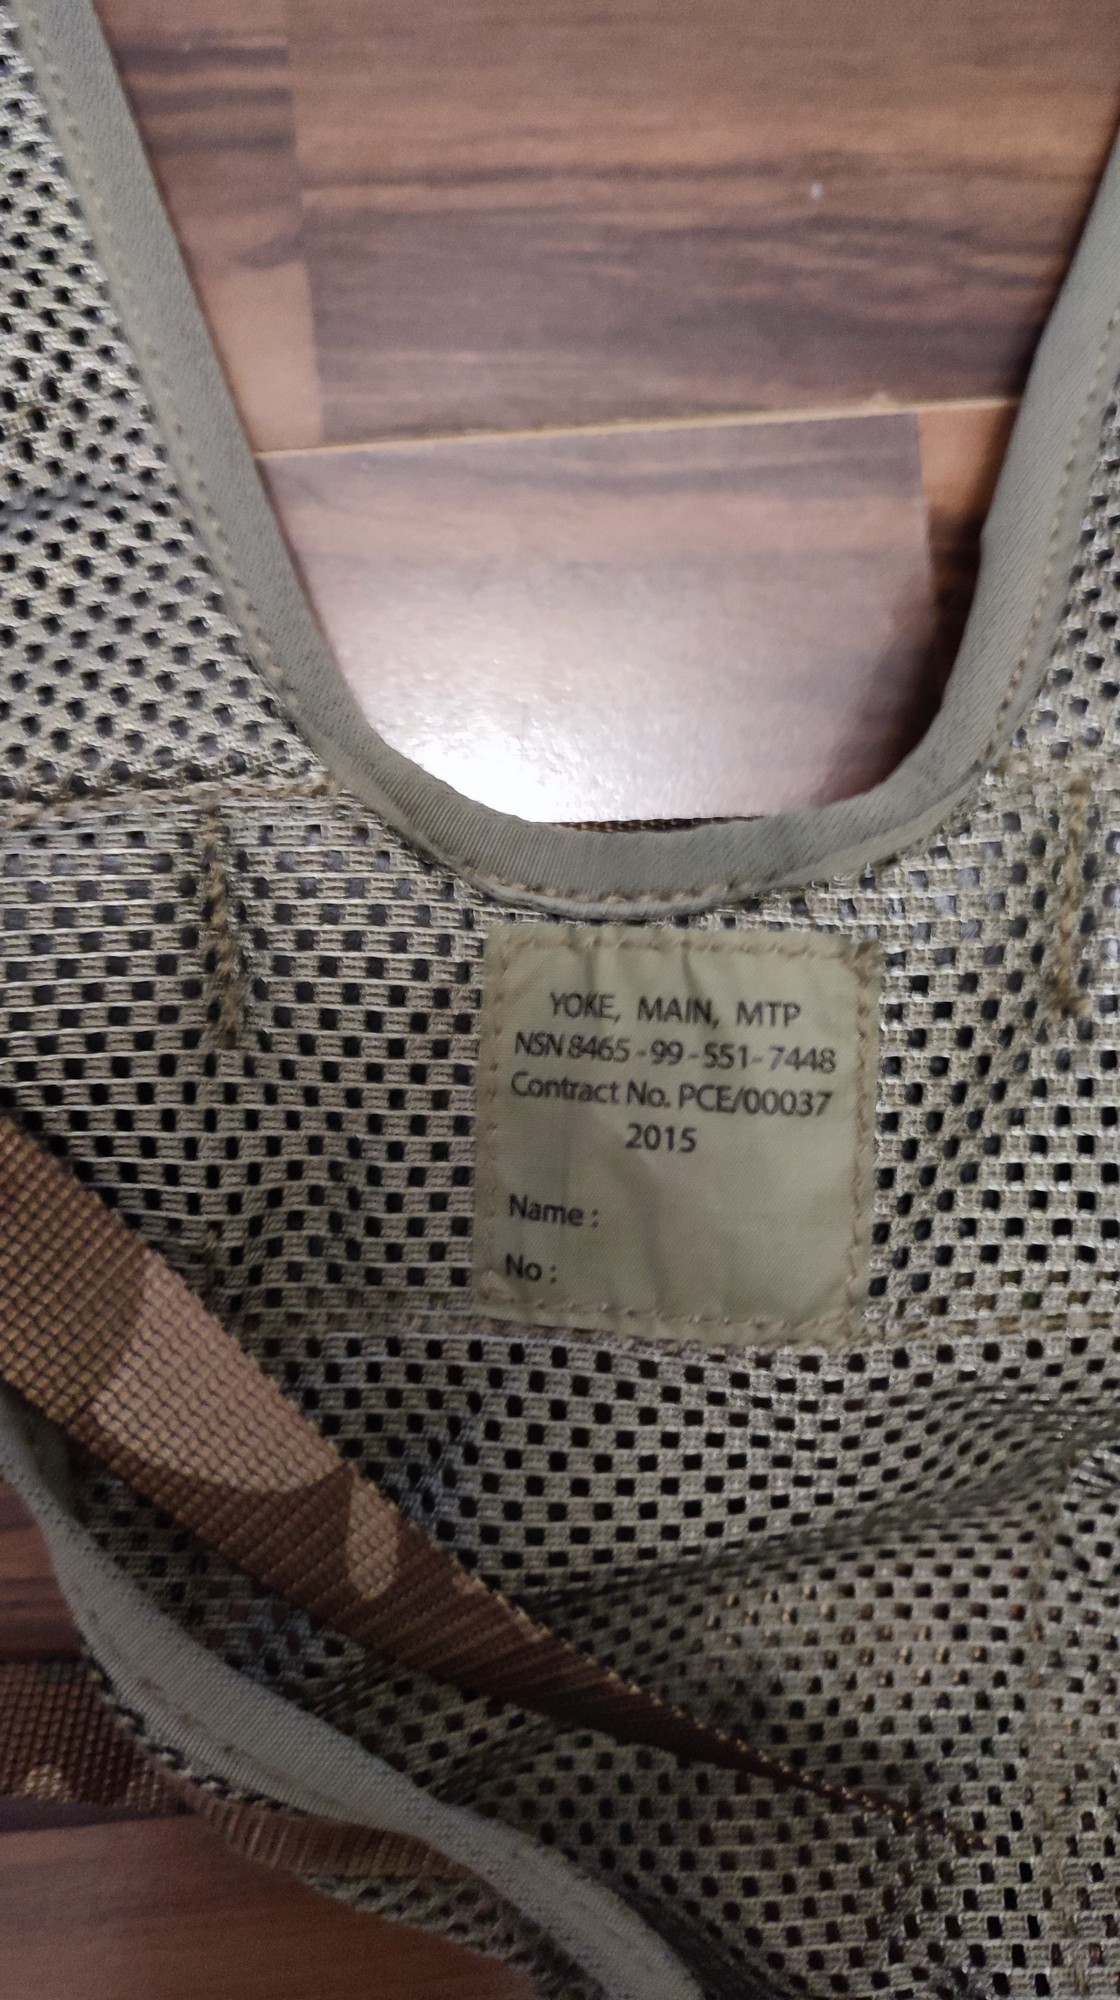 YOKE, MAIN, MTP
NSN 8465-99-551-7448
Contract No. PCE/00037
2015
Name :
No :